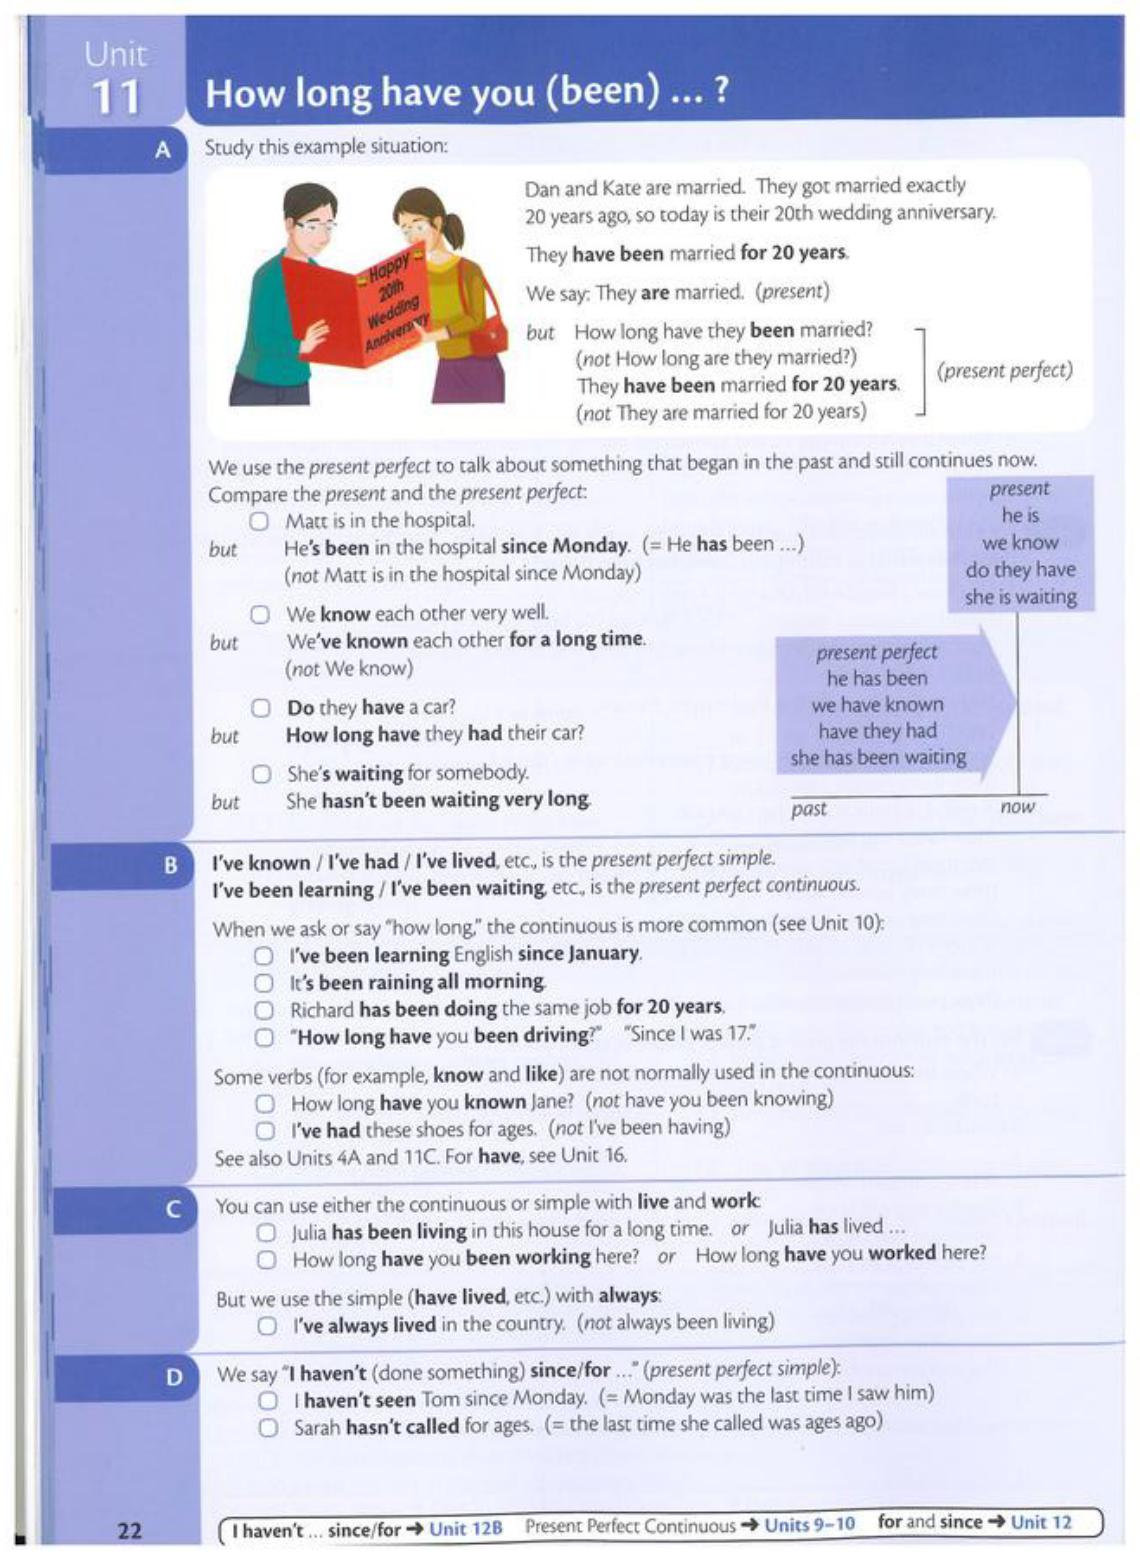 Unit
11
How long have you (been) ... ?
A
Study this example situation:
Happy
20th
Wedding
Anniversary
Dan and Kate are married. They got married exactly
20 years ago, so today is their 20th wedding anniversary.
They have been married for 20 years.
We say: They are married. (present)
but How long have they been married?
(not How long are they married?)
They have been married for 20 years.
(not They are married for 20 years)
(present perfect)
We use the present perfect to talk about something that began in the past and still continues now.
Compare the present and the present perfect:
Matt is in the hospital.
but He's been in the hospital since Monday. (= He has been ...)
(not Matt is in the hospital since Monday)
We know each other very well.
but We've known each other for a long time.
(not We know)
Do they have a car?
but How long have they had their car?
She's waiting for somebody.
but She hasn't been waiting very long.
present
he is
we know
do they have
she is waiting
present perfect
he has been
we have known
have they had
she has been waiting
past now
B
I've known / I've had / I've lived, etc., is the present perfect simple.
I've been learning / I've been waiting, etc., is the present perfect continuous.
When we ask or say "how long," the continuous is more common (see Unit 10):
I've been learning English since January.
It's been raining all morning.
Richard has been doing the same job for 20 years.
"How long have you been driving?" "Since I was 17."
Some verbs (for example, know and like) are not normally used in the continuous:
How long have you known Jane? (not have you been knowing)
I've had these shoes for ages. (not I've been having)
See also Units 4A and 11C. For have, see Unit 16.
C
You can use either the continuous or simple with live and work:
Julia has been living in this house for a long time. or Julia has lived ...
How long have you been working here? or How long have you worked here?
But we use the simple (have lived, etc.) with always:
I've always lived in the country. (not always been living)
D
We say "I haven't (done something) since/for ..." (present perfect simple):
I haven't seen Tom since Monday. (= Monday was the last time I saw him)
Sarah hasn't called for ages. (= the last time she called was ages ago)
22
I haven't ... since/for → Unit 12B Present Perfect Continuous → Units 9–10 for and since → Unit 12